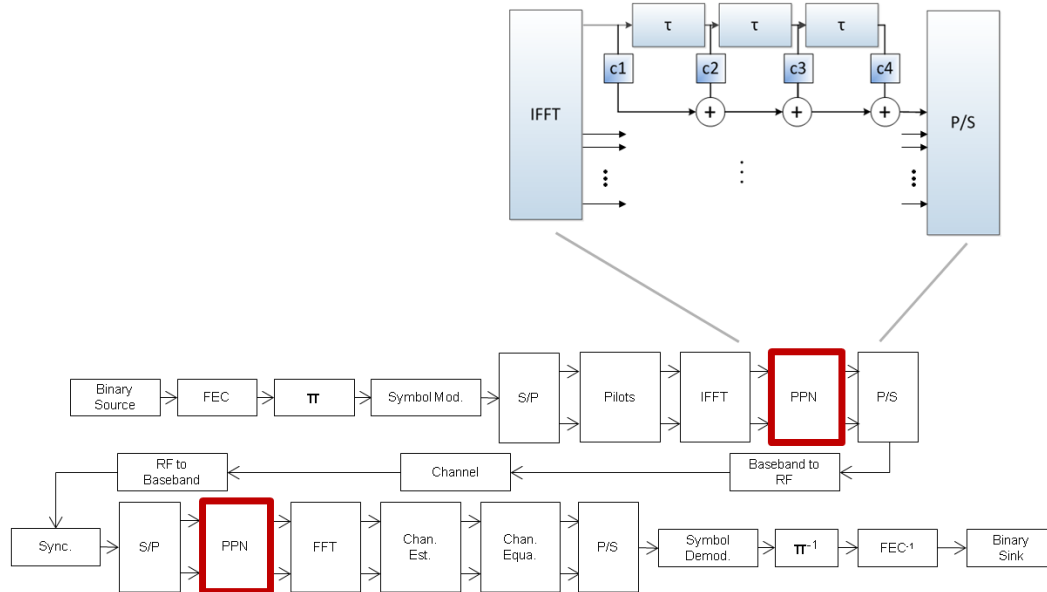 τ
τ
τ
c1
c2
c3
c4
IFFT
+
+
+
P/S
Binary
Source
FEC
π
Symbol Mod.
S/P
Pilots
IFFT
PPN
P/S
RF to
Baseband
Channel
Baseband to
RF
Sync.
S/P
PPN
FFT
Chan.
Est.
Chan.
Equa.
P/S
Symbol
Demod.
π⁻¹
FEC⁻¹
Binary
Sink